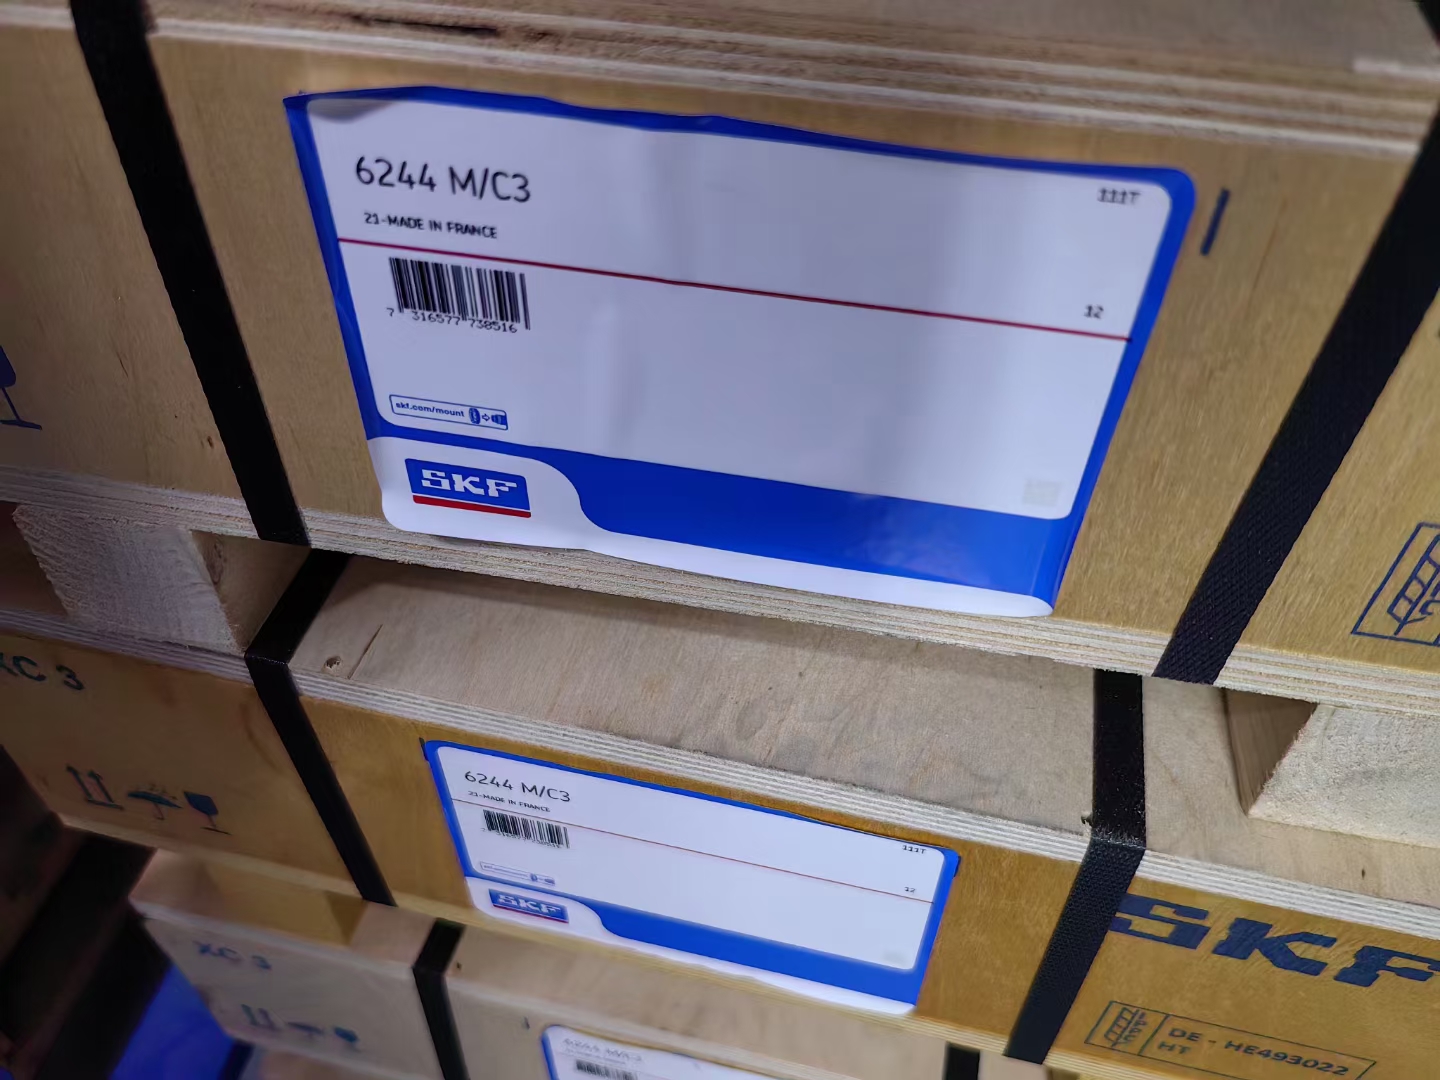 6244 M/C3
111T
21-MADE IN FRANCE
12
7 316577 738516
skf.com/mount
SKF
XC 3
6244 M/C3
21-MADE IN FRANCE
111T
12
SKF
SKF
DE - HE493022
HT
XC 3
6244 M/C3